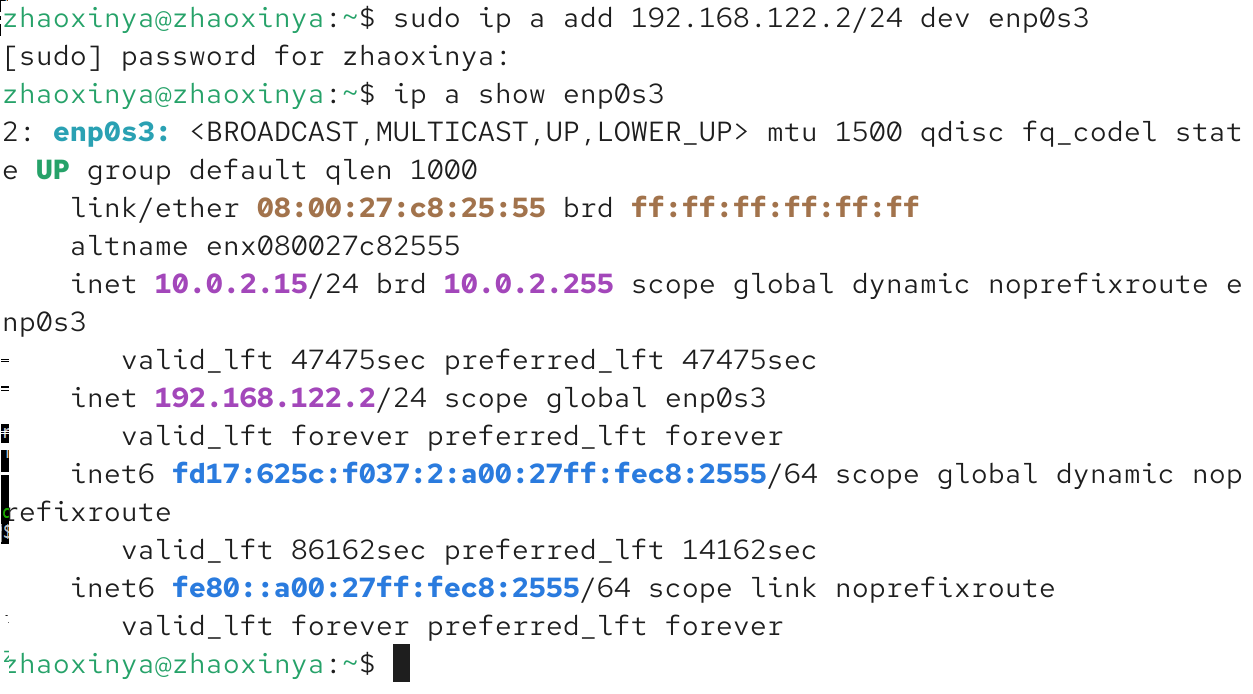 zhaoxinya@zhaoxinya:~$ sudo ip a add 192.168.122.2/24 dev enp0s3
[sudo] password for zhaoxinya:
zhaoxinya@zhaoxinya:~$ ip a show enp0s3
2: enp0s3: <BROADCAST,MULTICAST,UP,LOWER_UP> mtu 1500 qdisc fq_codel stat
e UP group default qlen 1000
    link/ether 08:00:27:c8:25:55 brd ff:ff:ff:ff:ff:ff
    altname enx080027c82555
    inet 10.0.2.15/24 brd 10.0.2.255 scope global dynamic noprefixroute e
np0s3
       valid_lft 47475sec preferred_lft 47475sec
    inet 192.168.122.2/24 scope global enp0s3
       valid_lft forever preferred_lft forever
    inet6 fd17:625c:f037:2:a00:27ff:fec8:2555/64 scope global dynamic nop
refixroute
       valid_lft 86162sec preferred_lft 14162sec
    inet6 fe80::a00:27ff:fec8:2555/64 scope link noprefixroute
       valid_lft forever preferred_lft forever
zhaoxinya@zhaoxinya:~$